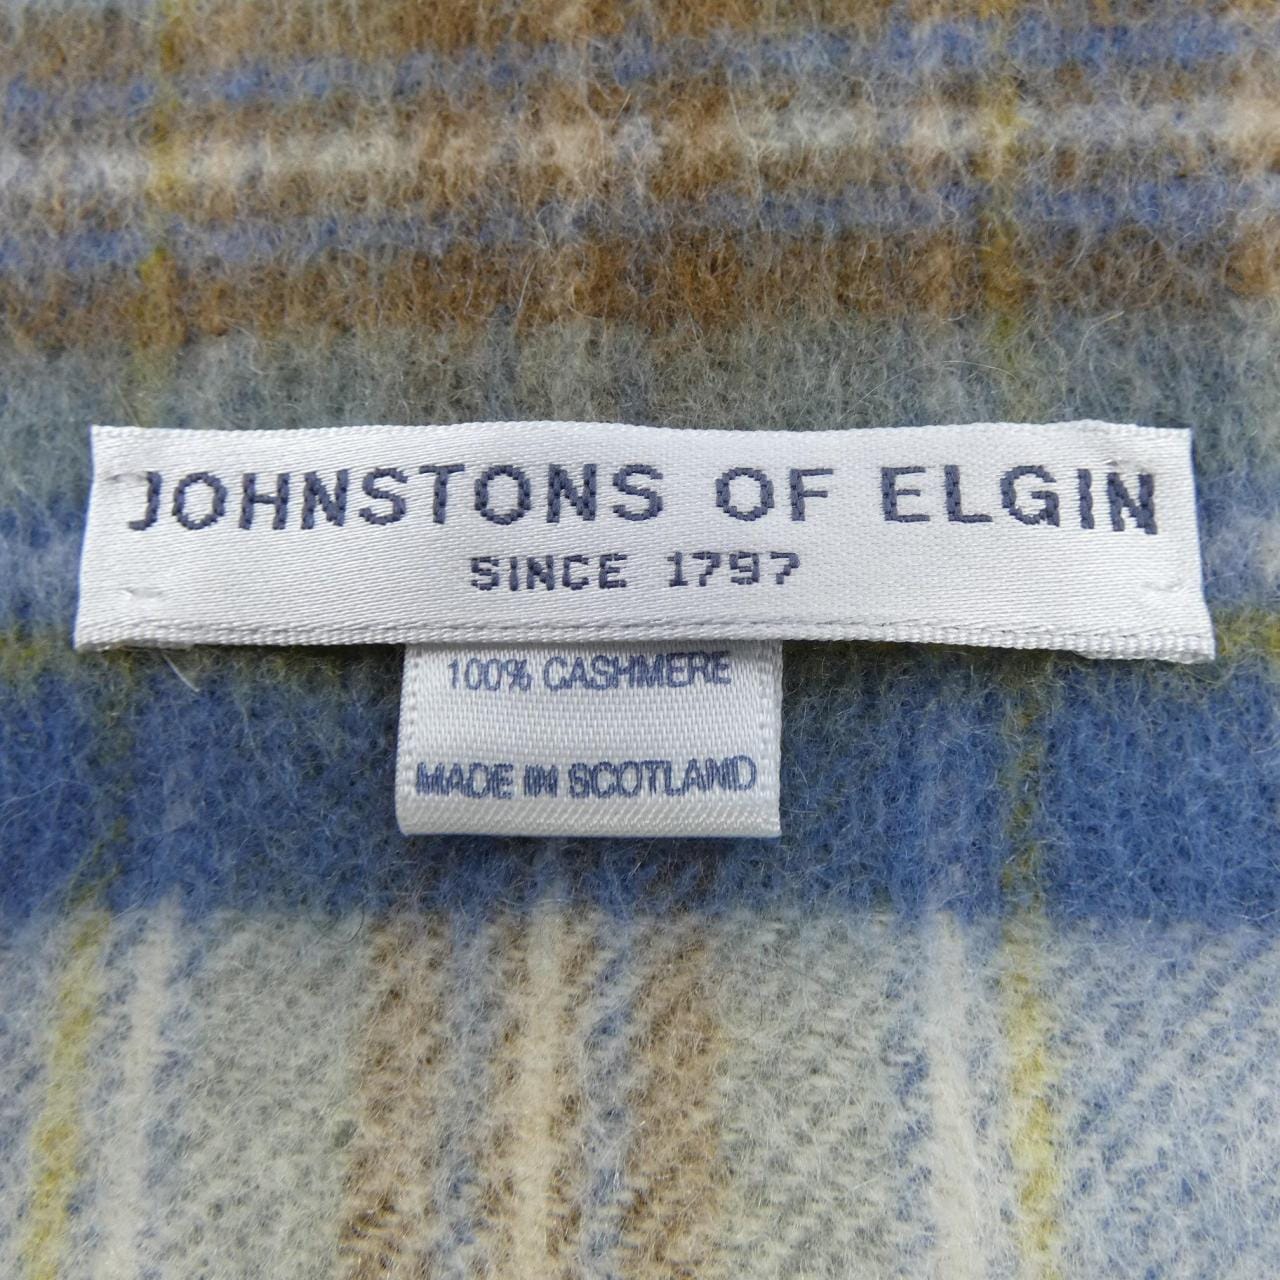 JOHNSTONS OF ELGIN
SINCE 1797
100% CASHMERE
MADE IN SCOTLAND